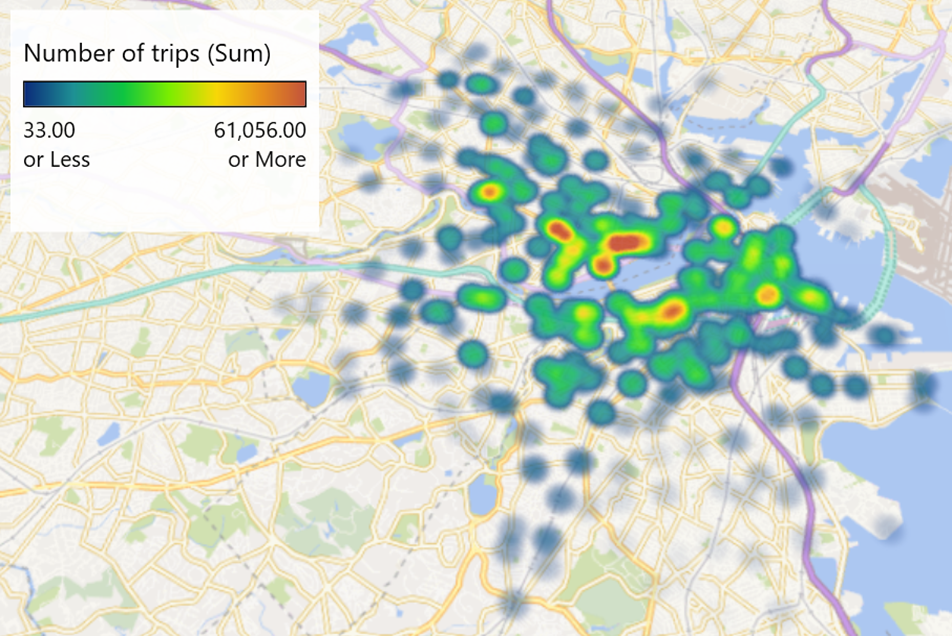 Number of trips (Sum)
33.00 61,056.00
or Less or More